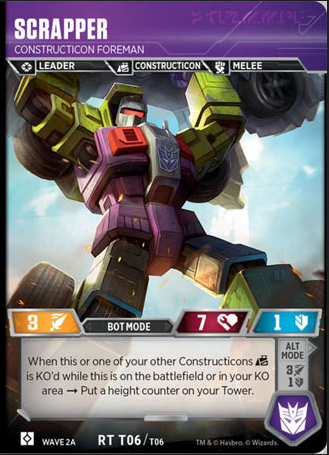 SCRAPPER
CONSTRUCTICON FOREMAN
LEADER CONSTRUCTICON MELEE
3 BOT MODE 7 1
ALT
MODE
3
1
When this or one of your other Constructicons
is KO'd while this is on the battlefield or in your KO
area → Put a height counter on your Tower.
WAVE 2A RT T06/T06 TM & © Hasbro. © Wizards.